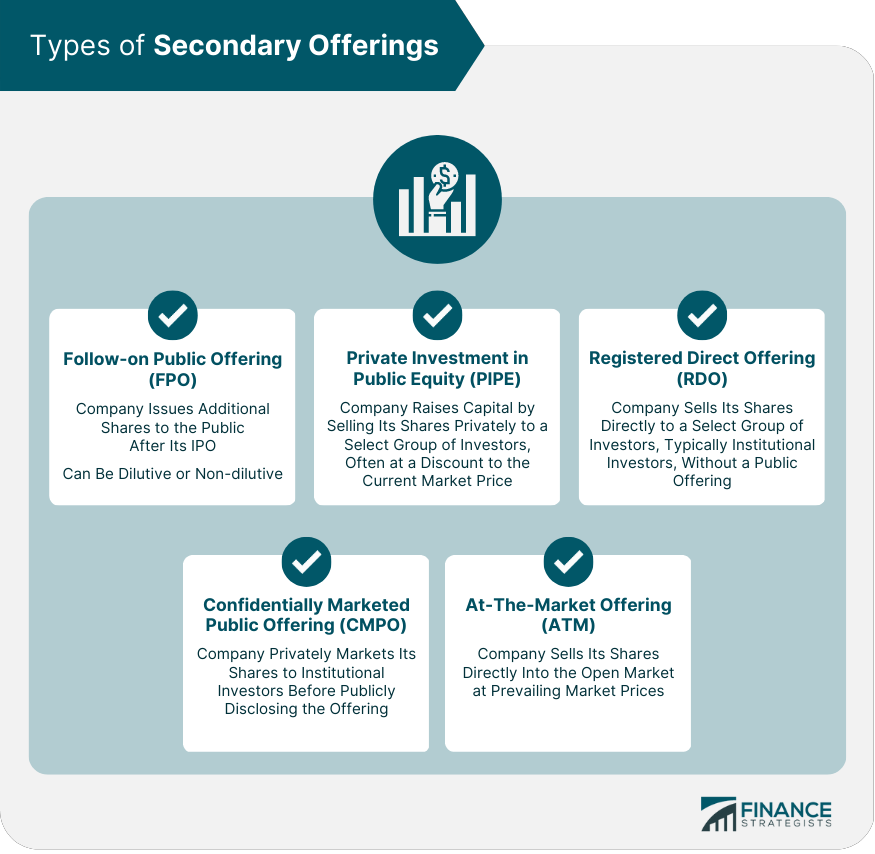 Types of Secondary Offerings
$
Follow-on Public Offering
(FPO)
Company Issues Additional
Shares to the Public
After Its IPO
Can Be Dilutive or Non-dilutive
Private Investment in
Public Equity (PIPE)
Company Raises Capital by
Selling Its Shares Privately to a
Select Group of Investors,
Often at a Discount to the
Current Market Price
Registered Direct Offering
(RDO)
Company Sells Its Shares
Directly to a Select Group of
Investors, Typically Institutional
Investors, Without a Public
Offering
Confidentially Marketed
Public Offering (CMPO)
Company Privately Markets Its
Shares to Institutional
Investors Before Publicly
Disclosing the Offering
At-The-Market Offering
(ATM)
Company Sells Its Shares
Directly Into the Open Market
at Prevailing Market Prices
FINANCE
STRATEGISTS